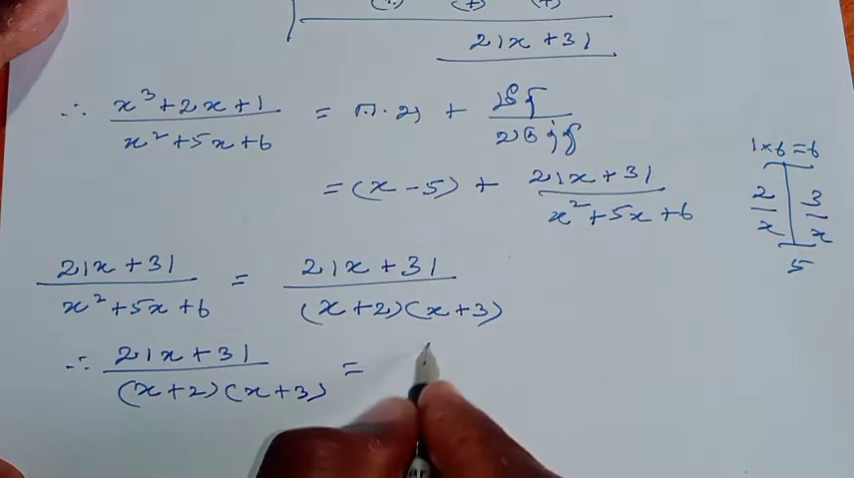 (-) (+) (+)
21x + 31
∴ (x³ + 2x + 1)/(x² + 5x + 6) =
1 × 6 = 6
= (x - 5) + (21x + 31)/(x² + 5x + 6)
2/x | 3/x
5
(21x + 31)/(x² + 5x + 6) = (21x + 31)/((x + 2)(x + 3))
∴ (21x + 31)/((x + 2)(x + 3)) =